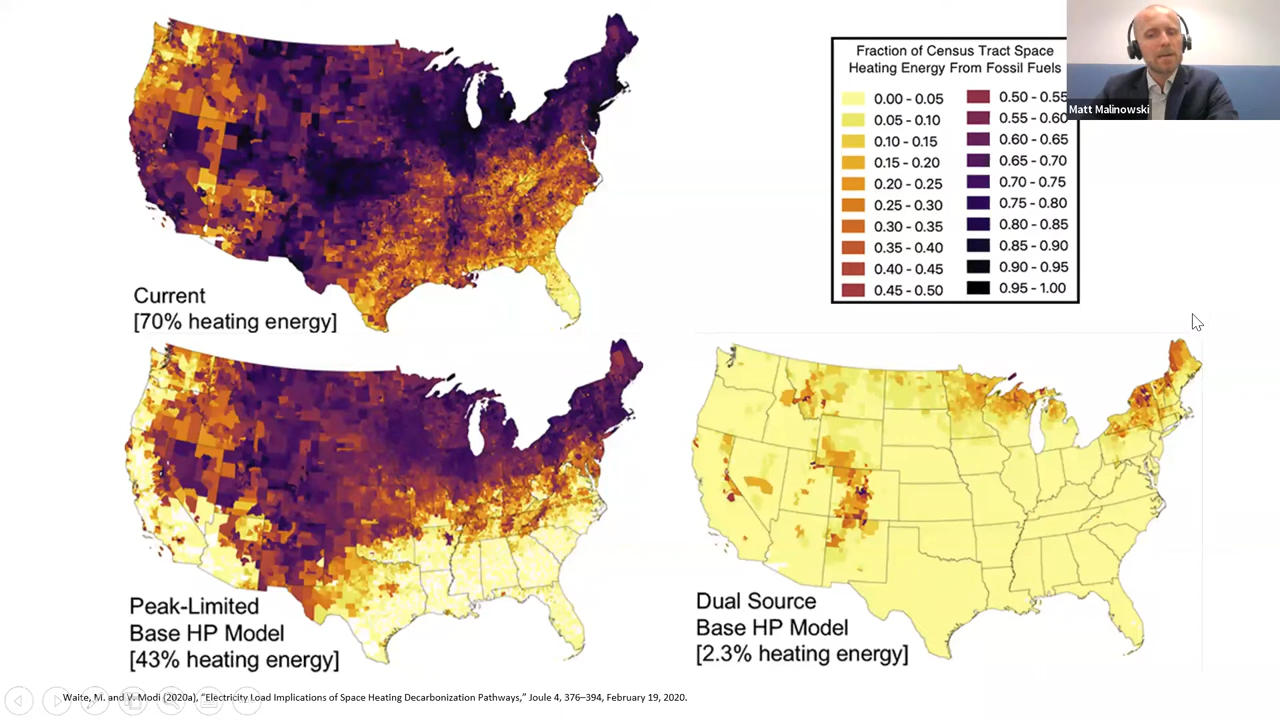 Fraction of Census Tract Space
Heating Energy From Fossil Fuels
0.00 - 0.05
0.05 - 0.10
0.10 - 0.15
0.15 - 0.20
0.20 - 0.25
0.25 - 0.30
0.30 - 0.35
0.35 - 0.40
0.40 - 0.45
0.45 - 0.50
0.50 - 0.55
0.55 - 0.60
0.60 - 0.65
0.65 - 0.70
0.70 - 0.75
0.75 - 0.80
0.80 - 0.85
0.85 - 0.90
0.90 - 0.95
0.95 - 1.00
Matt Malinowski
Current
[70% heating energy]
Peak-Limited
Base HP Model
[43% heating energy]
Dual Source
Base HP Model
[2.3% heating energy]
Waite, M. and V. Modi (2020a), “Electricity Load Implications of Space Heating Decarbonization Pathways,” Joule 4, 376–394, February 19, 2020.